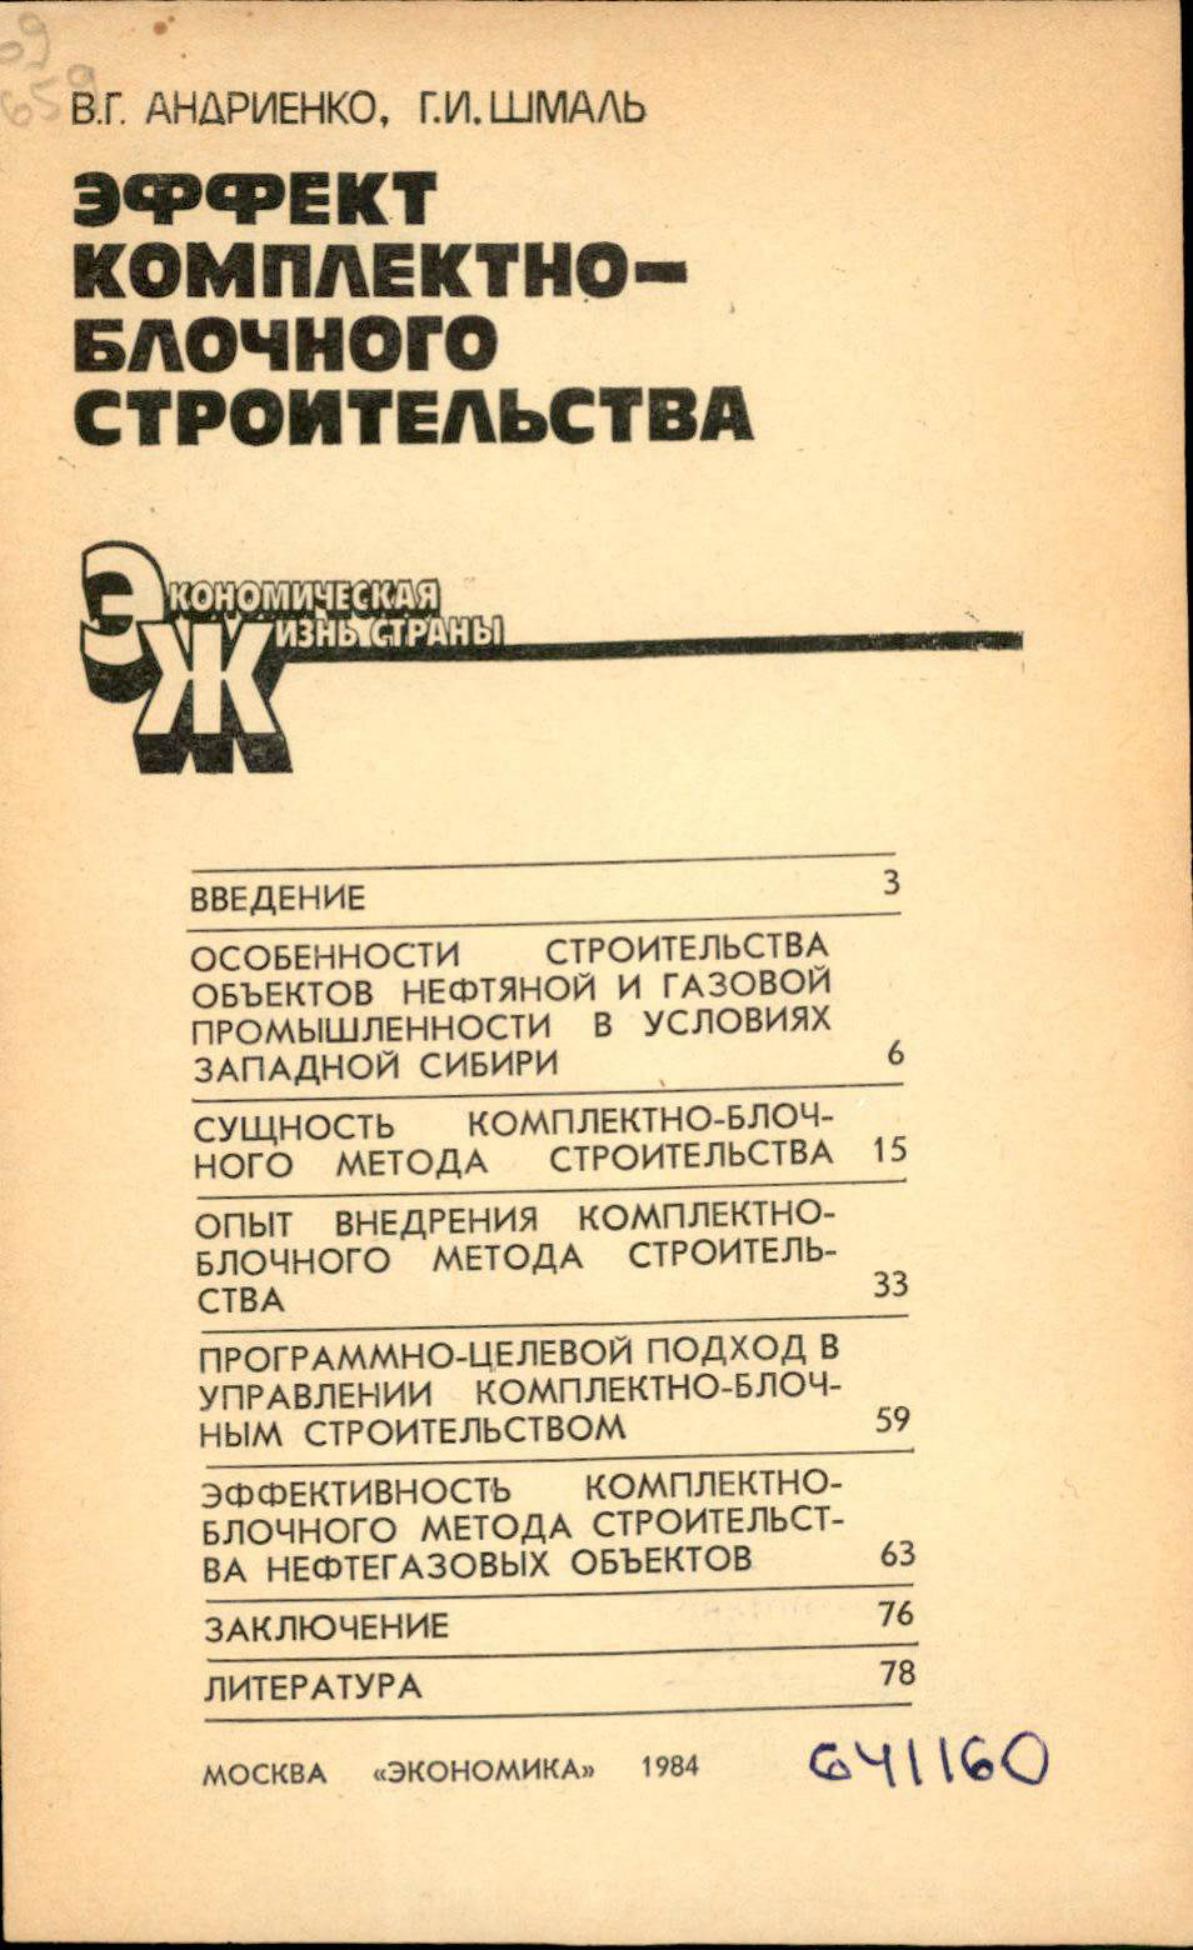 В.Г. АНДРИЕНКО, Г.И. ШМАЛЬ
ЭФФЕКТ
КОМПЛЕКТНО-
БЛОЧНОГО
СТРОИТЕЛЬСТВА
ЭКОНОМИЧЕСКАЯ
ЖИЗНЬ СТРАНЫ
ВВЕДЕНИЕ 3
ОСОБЕННОСТИ СТРОИТЕЛЬСТВА
ОБЪЕКТОВ НЕФТЯНОЙ И ГАЗОВОЙ
ПРОМЫШЛЕННОСТИ В УСЛОВИЯХ
ЗАПАДНОЙ СИБИРИ 6
СУЩНОСТЬ КОМПЛЕКТНО-БЛОЧ-
НОГО МЕТОДА СТРОИТЕЛЬСТВА 15
ОПЫТ ВНЕДРЕНИЯ КОМПЛЕКТНО-
БЛОЧНОГО МЕТОДА СТРОИТЕЛЬ-
СТВА 33
ПРОГРАММНО-ЦЕЛЕВОЙ ПОДХОД В
УПРАВЛЕНИИ КОМПЛЕКТНО-БЛОЧ-
НЫМ СТРОИТЕЛЬСТВОМ 59
ЭФФЕКТИВНОСТЬ КОМПЛЕКТНО-
БЛОЧНОГО МЕТОДА СТРОИТЕЛЬСТ-
ВА НЕФТЕГАЗОВЫХ ОБЪЕКТОВ 63
ЗАКЛЮЧЕНИЕ 76
ЛИТЕРАТУРА 78
МОСКВА «ЭКОНОМИКА» 1984 641160